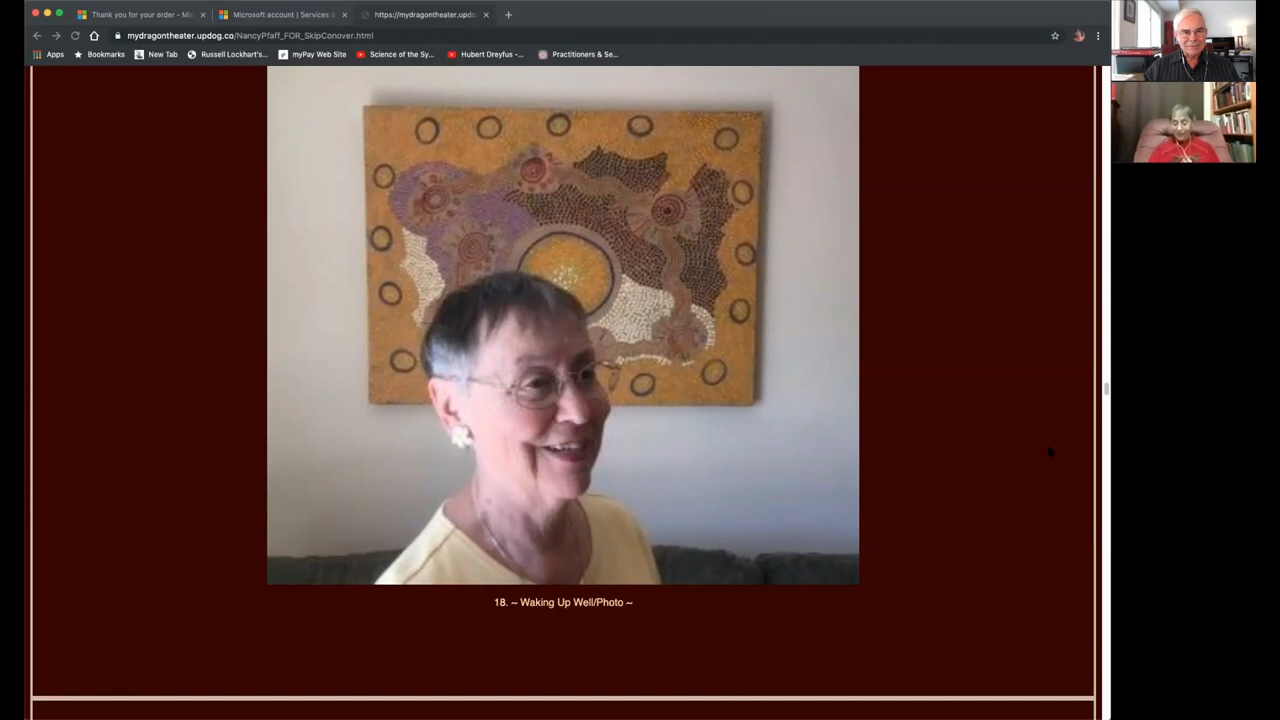 Thank you for your order - Mic
Microsoft account | Services &
https://mydragontheater.updo
mydragontheater.updog.co/NancyPfaff_FOR_SkipConover.html
Apps
Bookmarks
New Tab
Russell Lockhart's...
myPay Web Site
Science of the Sy...
Hubert Dreyfus -...
Practitioners & Se...
18. ~ Waking Up Well/Photo ~